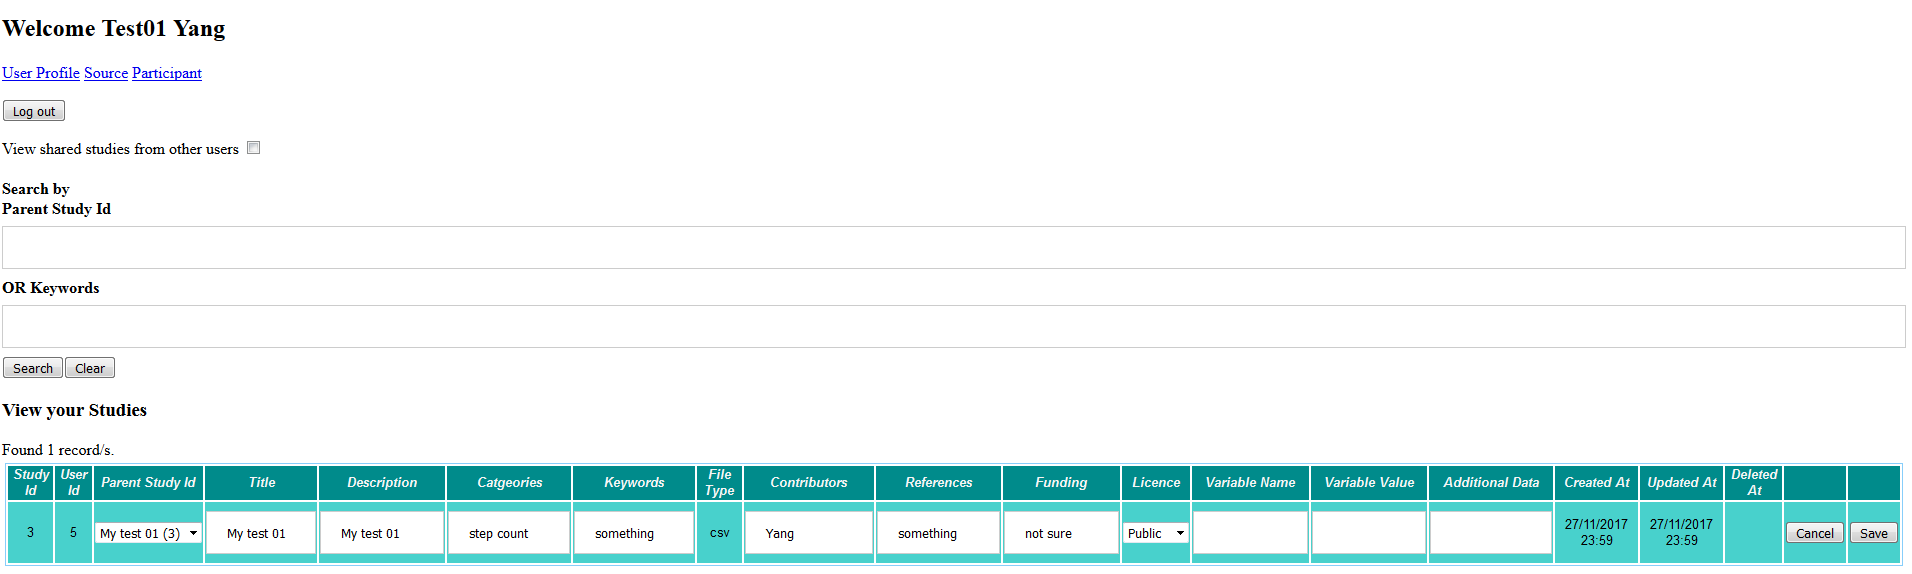 Welcome Test01 Yang
User Profile Source Participant
Log out
View shared studies from other users
Search by
Parent Study Id
OR Keywords
Search Clear
View your Studies
Found 1 record/s.
Study Id User Id Parent Study Id Title Description Catgeories Keywords File Type Contributors References Funding Licence Variable Name Variable Value Additional Data Created At Updated At Deleted At
3 5 My test 01 (3) My test 01 My test 01 step count something csv Yang something not sure Public 27/11/2017 23:59 27/11/2017 23:59 Cancel Save